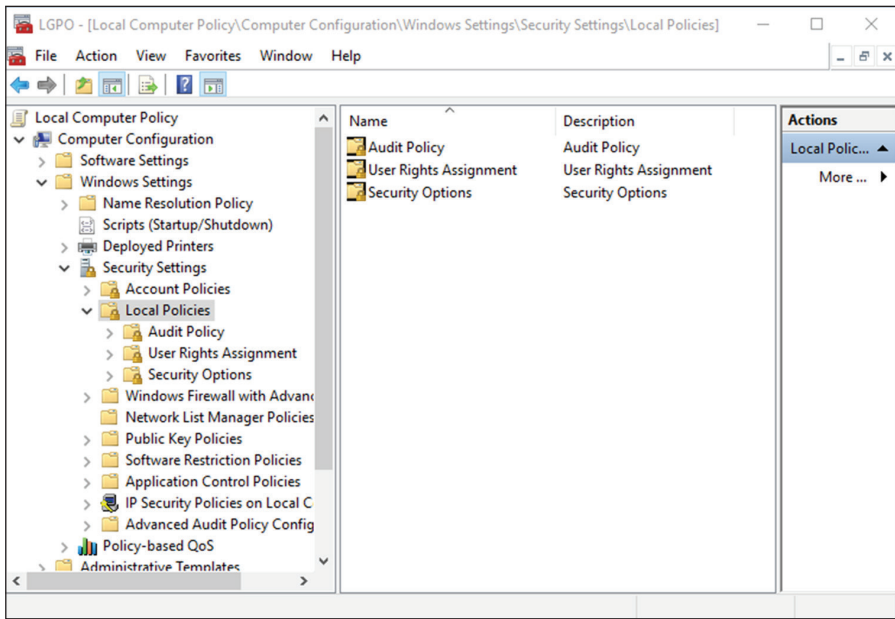 LGPO - [Local Computer Policy\Computer Configuration\Windows Settings\Security Settings\Local Policies]
File Action View Favorites Window Help
Local Computer Policy
Computer Configuration
Software Settings
Windows Settings
Name Resolution Policy
Scripts (Startup/Shutdown)
Deployed Printers
Security Settings
Account Policies
Local Policies
Audit Policy
User Rights Assignment
Security Options
Windows Firewall with Advan
Network List Manager Policies
Public Key Policies
Software Restriction Policies
Application Control Policies
IP Security Policies on Local C
Advanced Audit Policy Config
Policy-based QoS
Administrative Templates
Name Description
Audit Policy Audit Policy
User Rights Assignment User Rights Assignment
Security Options Security Options
Actions
Local Polic...
More ...